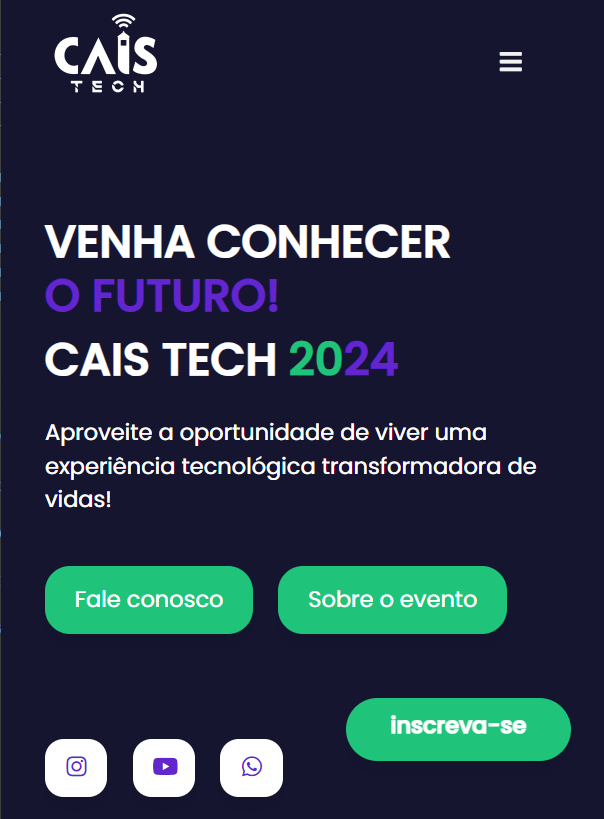 CAIS
TECH
VENHA CONHECER
O FUTURO!
CAIS TECH 2024
Aproveite a oportunidade de viver uma
experiência tecnológica transformadora de
vidas!
Fale conosco
Sobre o evento
inscreva-se